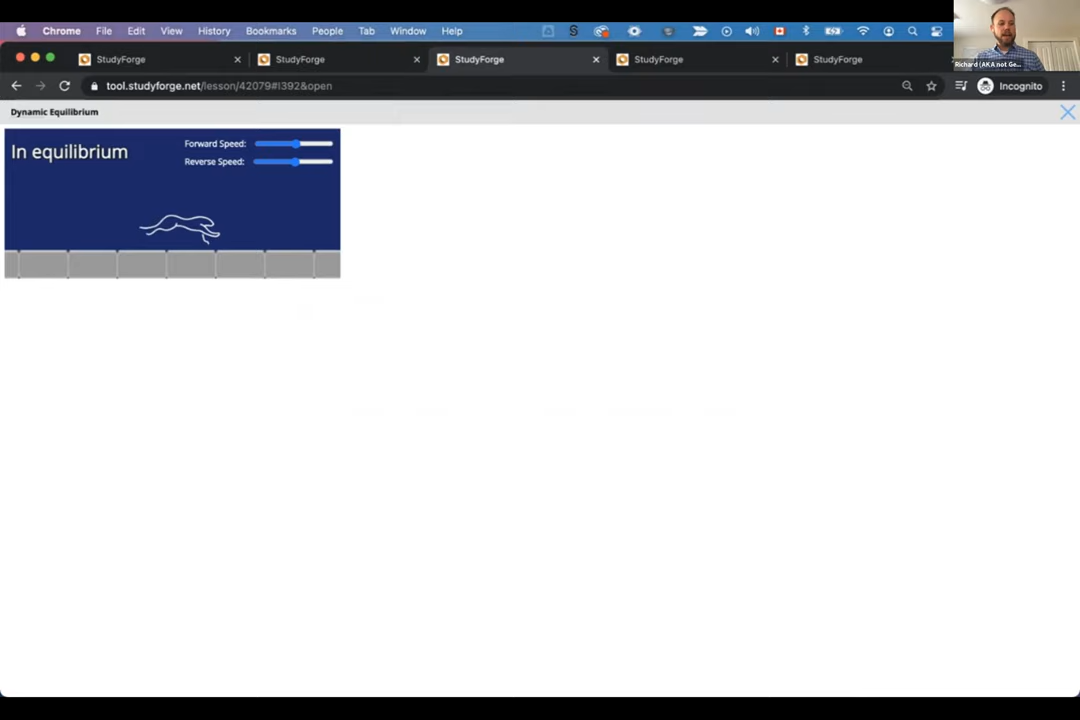 Chrome File Edit View History Bookmarks People Tab Window Help
StudyForge StudyForge StudyForge StudyForge StudyForge
Richard (AKA not Ge...
tool.studyforge.net/lesson/42079#i392&open
Incognito
Dynamic Equilibrium
In equilibrium
Forward Speed:
Reverse Speed: